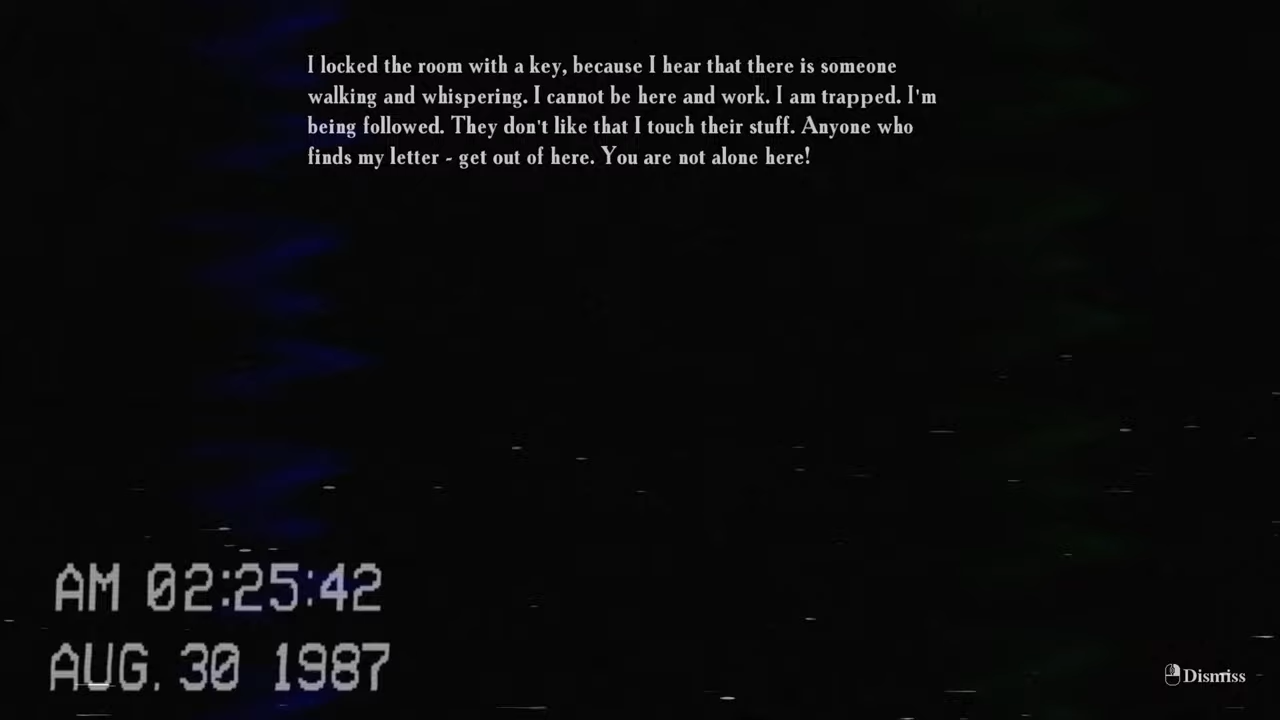 I locked the room with a key, because I hear that there is someone
walking and whispering. I cannot be here and work. I am trapped. I'm
being followed. They don't like that I touch their stuff. Anyone who
finds my letter - get out of here. You are not alone here!
AM 02:25:42
AUG. 30 1987
Dismiss